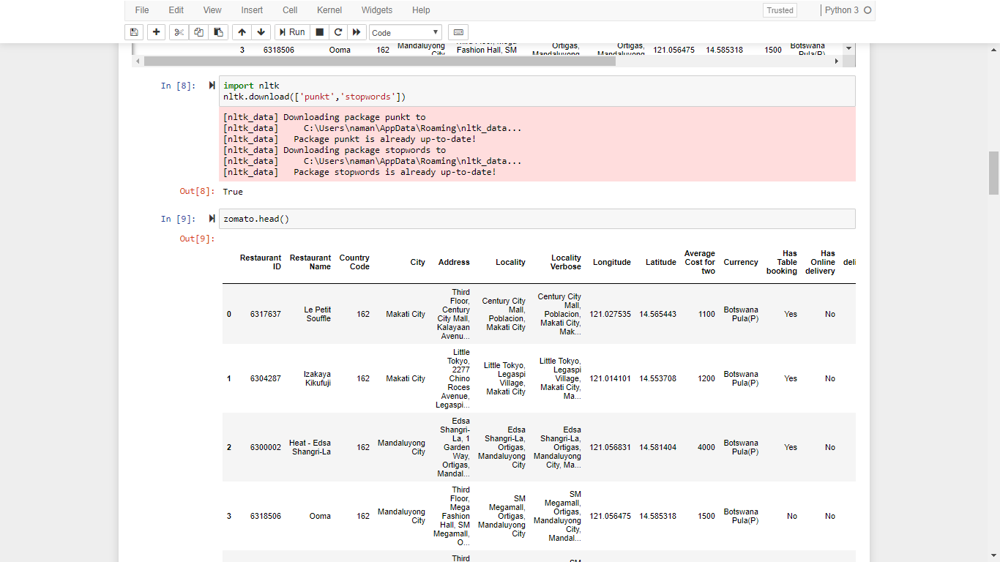 File Edit View Insert Cell Kernel Widgets Help Trusted Python 3
Run Code
3 6318506 Ooma 162 Mandaluyong City Third Floor, Mega Fashion Hall, SM Ortigas, Mandaluyong Ortigas, Mandaluyong 121.056475 14.585318 1500 Botswana Pula(P)
In [8]: import nltk
nltk.download(['punkt','stopwords'])
[nltk_data] Downloading package punkt to
[nltk_data]     C:\Users\naman\AppData\Roaming\nltk_data...
[nltk_data]   Package punkt is already up-to-date!
[nltk_data] Downloading package stopwords to
[nltk_data]     C:\Users\naman\AppData\Roaming\nltk_data...
[nltk_data]   Package stopwords is already up-to-date!
Out[8]: True
In [9]: zomato.head()
Out[9]:
Restaurant ID Restaurant Name Country Code City Address Locality Locality Verbose Longitude Latitude Average Cost for two Currency Has Table booking Has Online delivery deli
0 6317637 Le Petit Souffle 162 Makati City Third Floor, Century City Mall, Kalayaan Avenu... Century City Mall, Poblacion, Makati City Century City Mall, Poblacion, Makati City, Mak... 121.027535 14.565443 1100 Botswana Pula(P) Yes No
1 6304287 Izakaya Kikufuji 162 Makati City Little Tokyo, 2277 Chino Roces Avenue, Legaspi... Little Tokyo, Legaspi Village, Makati City Little Tokyo, Legaspi Village, Makati City, Ma... 121.014101 14.553708 1200 Botswana Pula(P) Yes No
2 6300002 Heat - Edsa Shangri-La 162 Mandaluyong City Edsa Shangri-La, 1 Garden Way, Ortigas, Mandal... Edsa Shangri-La, Ortigas, Mandaluyong City Edsa Shangri-La, Ortigas, Mandaluyong City, Ma... 121.056831 14.581404 4000 Botswana Pula(P) Yes No
3 6318506 Ooma 162 Mandaluyong City Third Floor, Mega Fashion Hall, SM Megamall, O... SM Megamall, Ortigas, Mandaluyong City SM Megamall, Ortigas, Mandaluyong City, Mandal... 121.056475 14.585318 1500 Botswana Pula(P) No No
Third SM